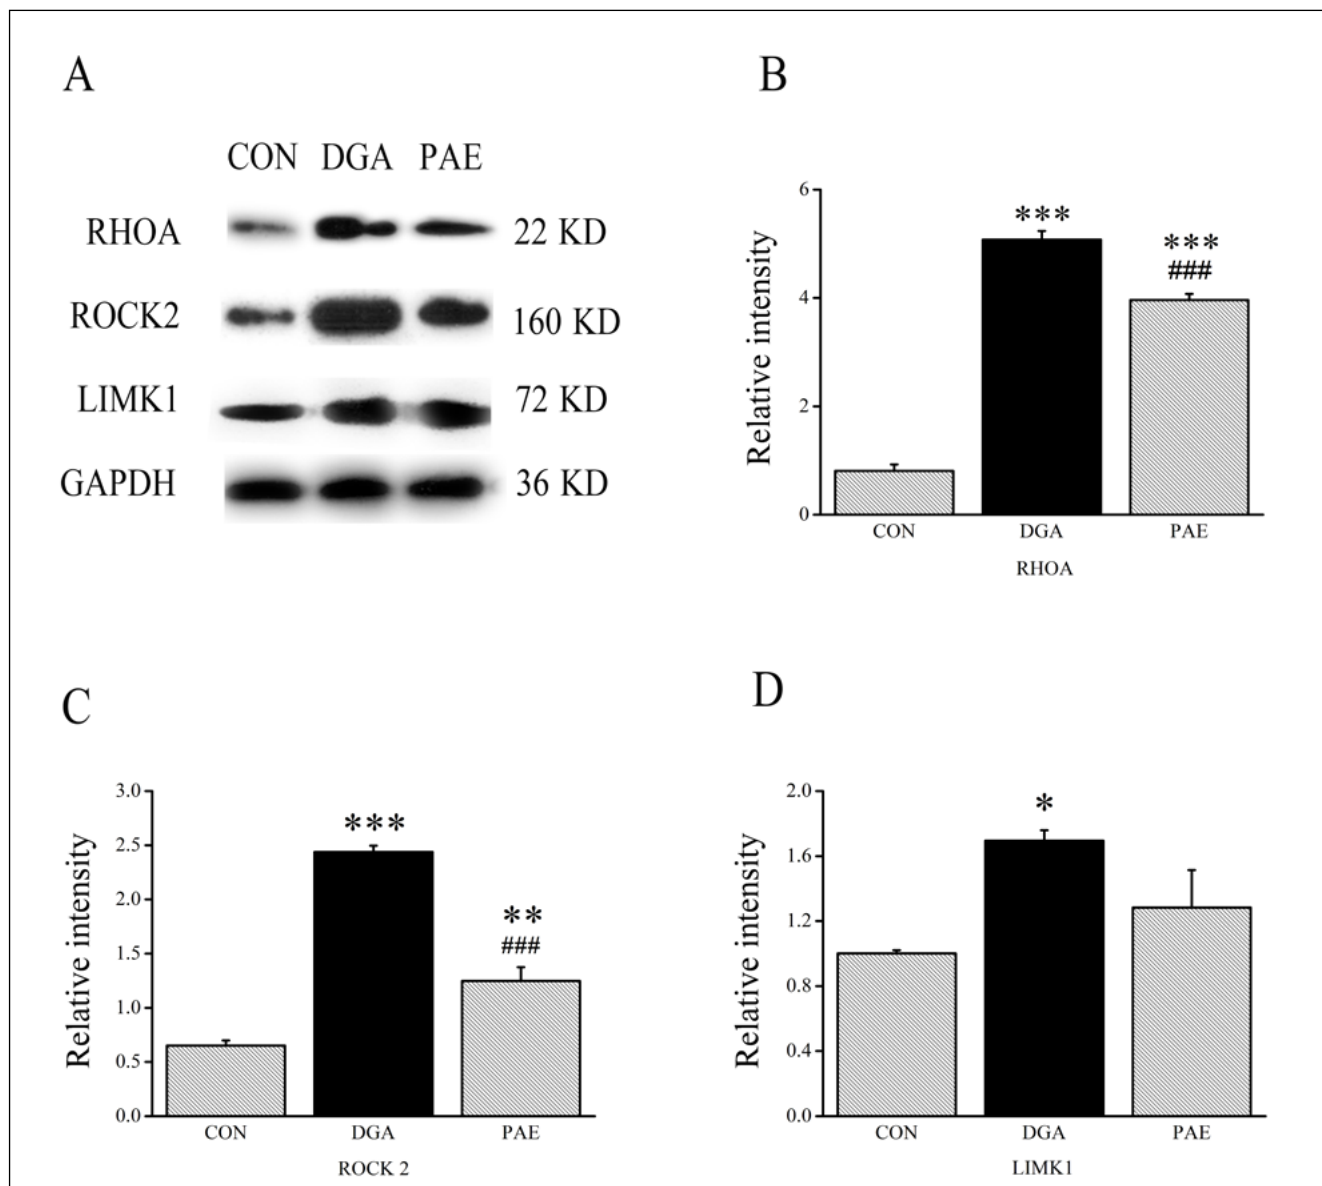 A
CON DGA PAE
RHOA 22 KD
ROCK2 160 KD
LIMK1 72 KD
GAPDH 36 KD
B
Relative intensity
6
4
2
0
***
***
###
CON DGA PAE
RHOA
C
Relative intensity
3.0
2.5
2.0
1.5
1.0
0.5
0.0
***
**
###
CON DGA PAE
ROCK 2
D
Relative intensity
2.0
1.6
1.2
0.8
0.4
0.0
*
CON DGA PAE
LIMK1